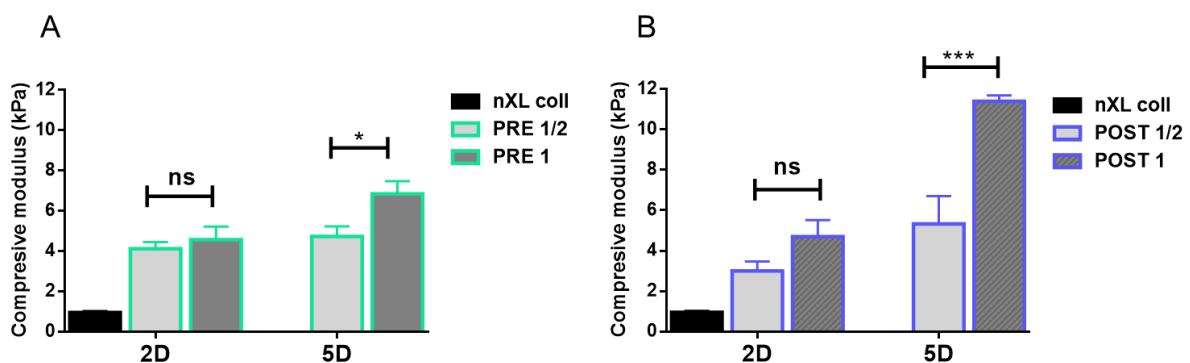 A
Compresive modulus (kPa)
12
10
8
6
4
2
0
ns
*
2D
5D
nXL coll
PRE 1/2
PRE 1
B
Compresive modulus (kPa)
12
10
8
6
4
2
0
ns
***
2D
5D
nXL coll
POST 1/2
POST 1